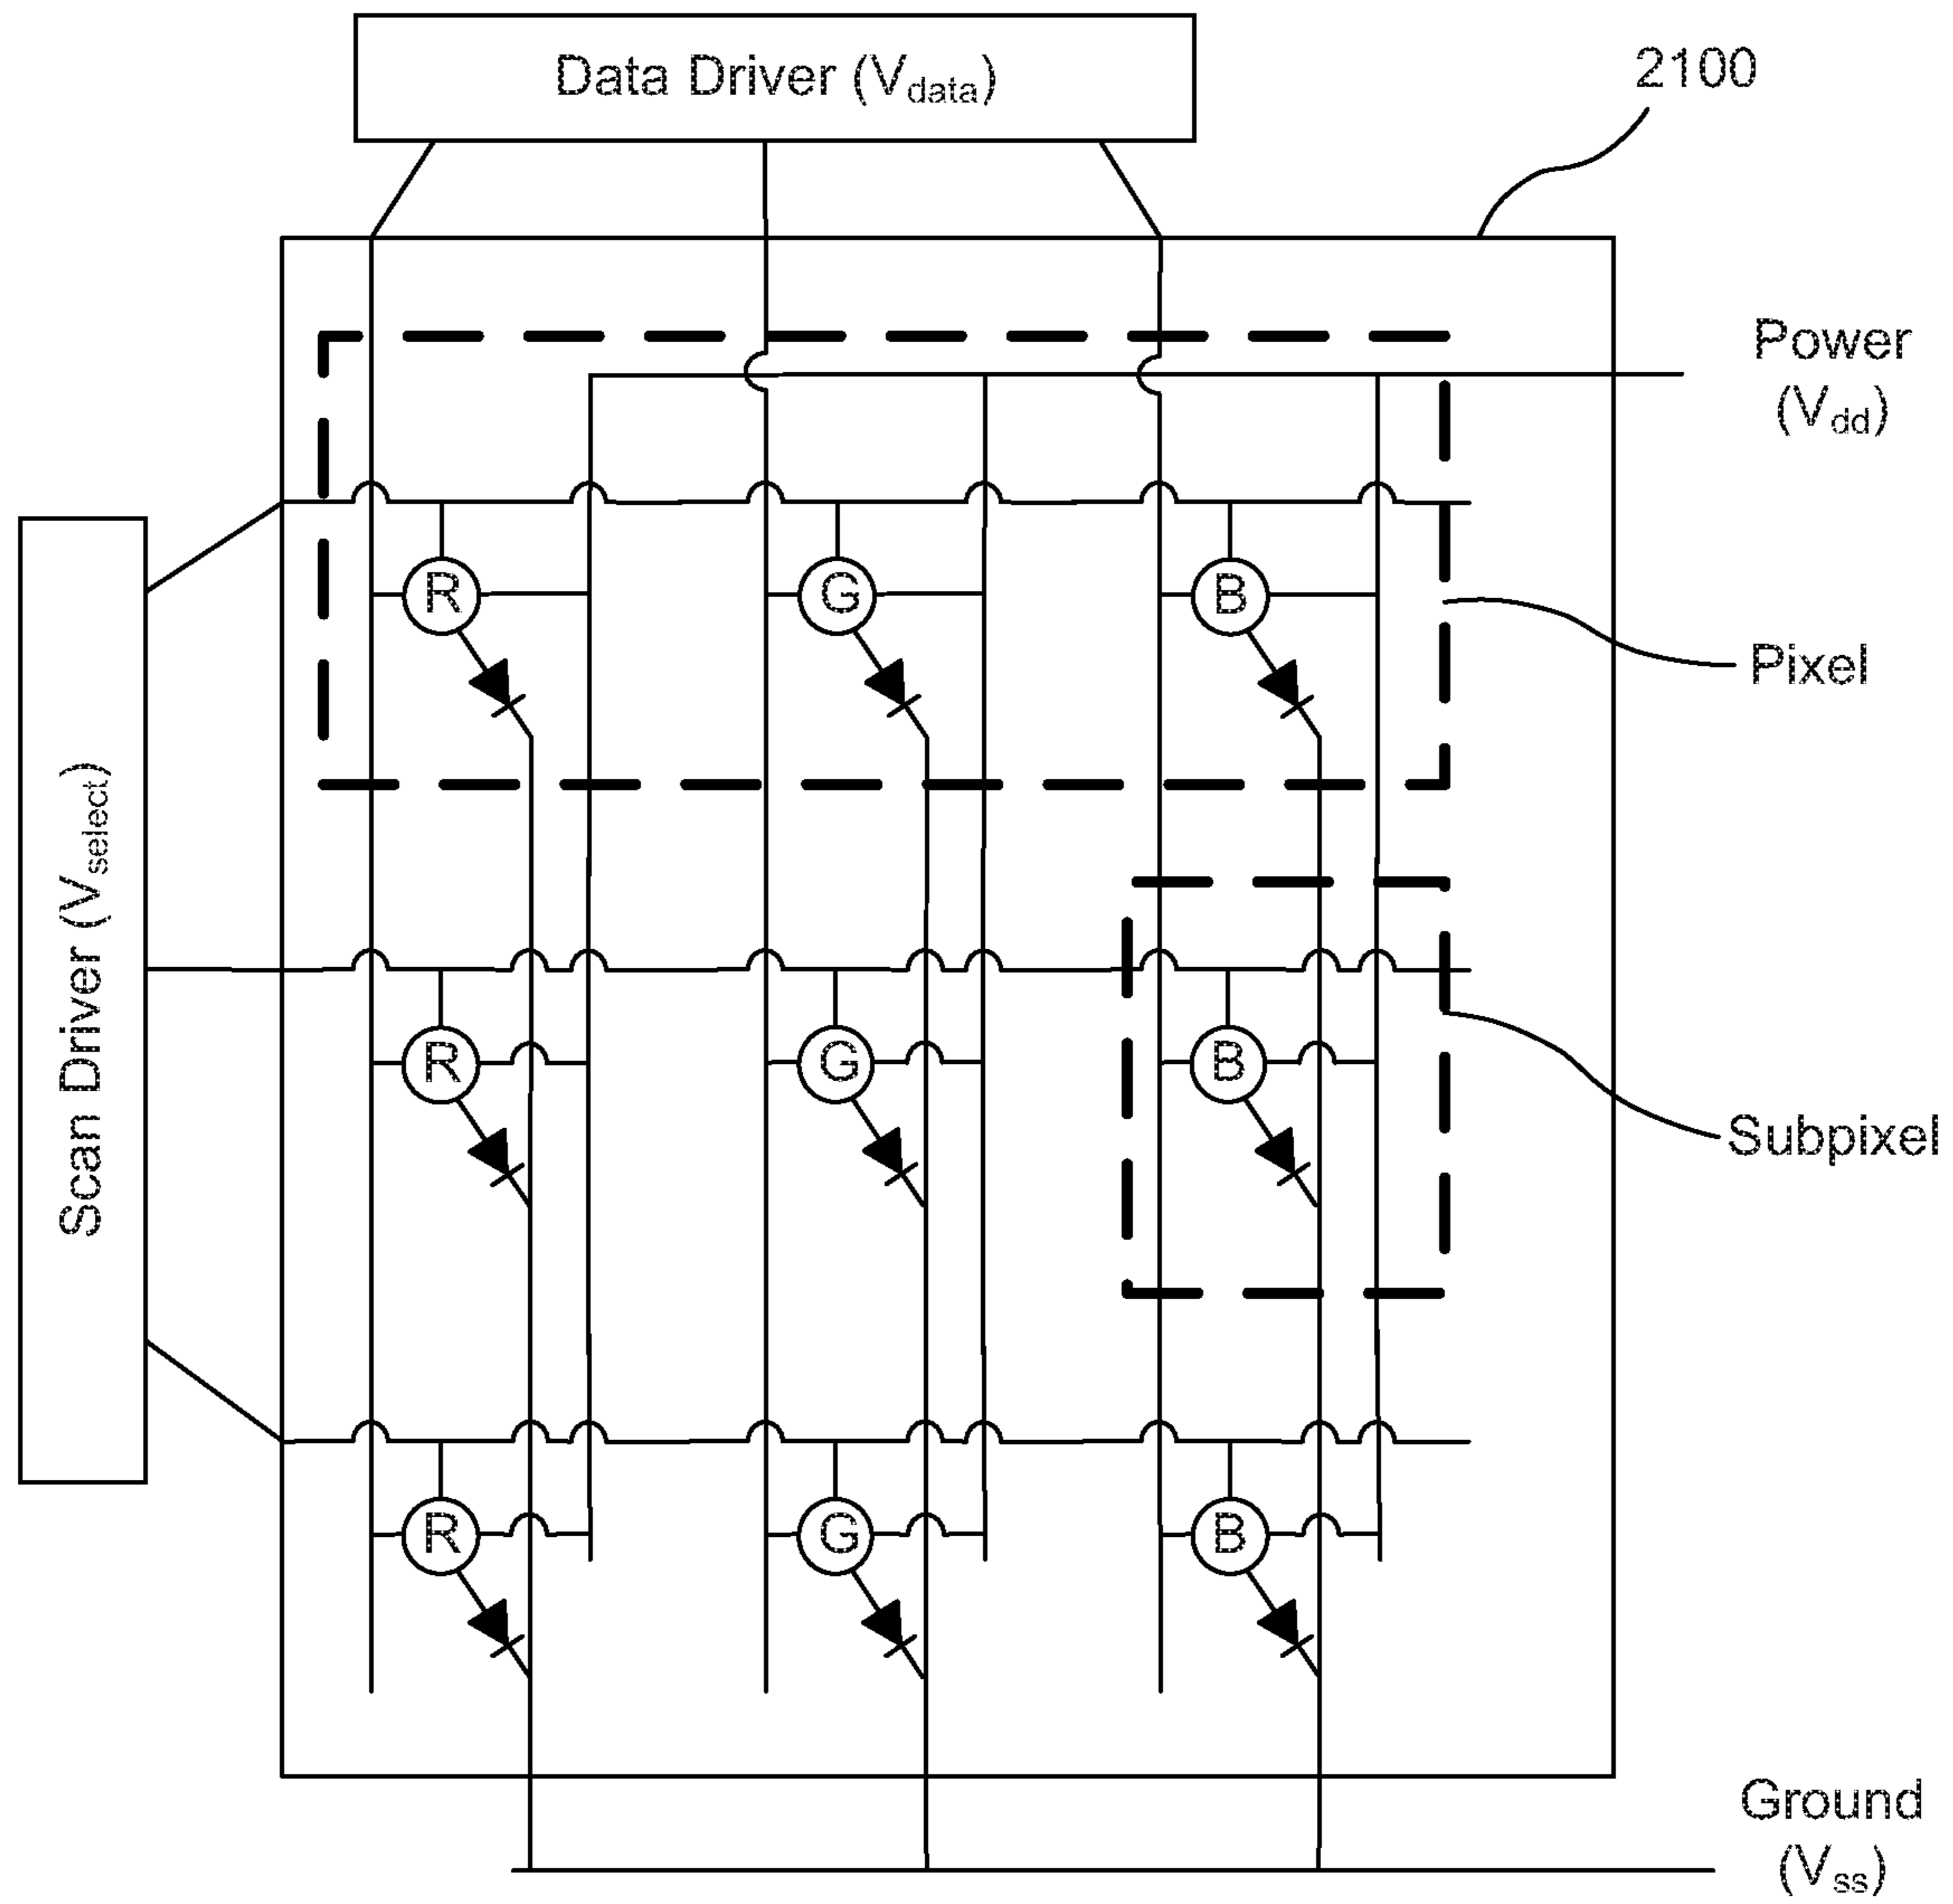 Data Driver (Vdata)
2100
Power
(Vdd)
R G B
Pixel
Scan Driver (Vselect)
R G B
Subpixel
R G B
Ground
(Vss)